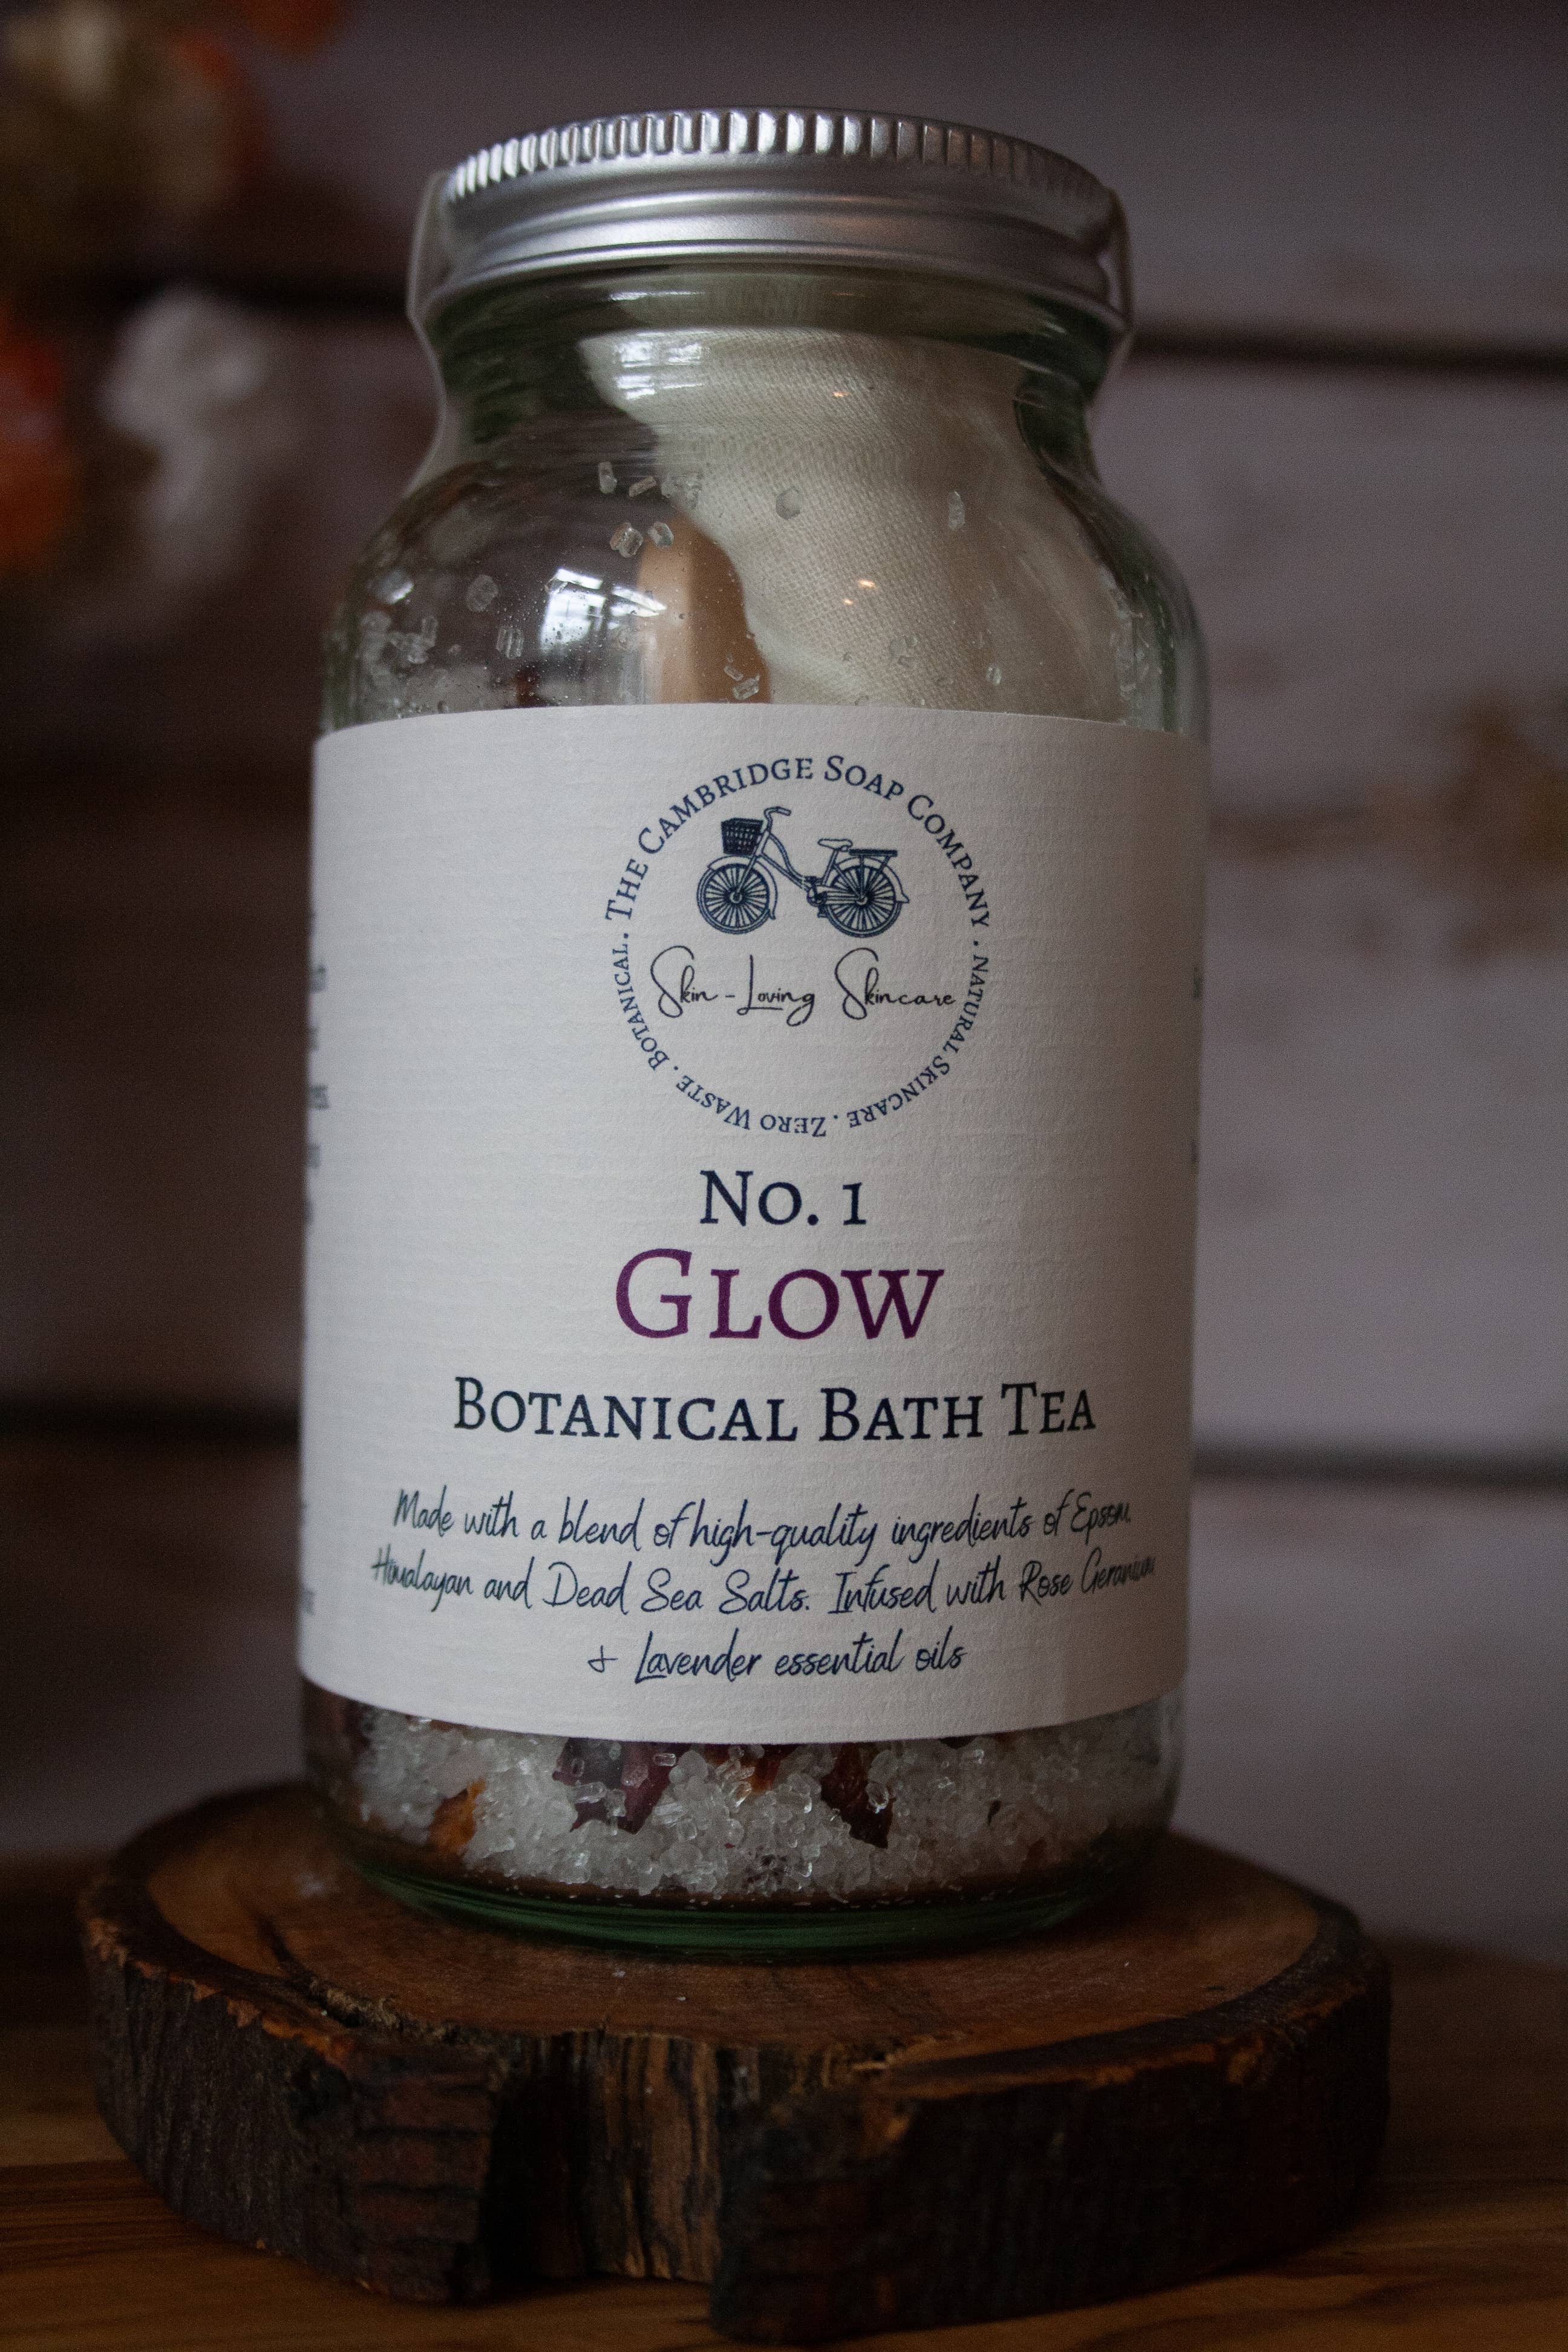 The Cambridge Soap Company . Natural Skincare . Zero Waste . Botanical .
Skin-Loving Skincare
No. 1
Glow
Botanical Bath Tea
Made with a blend of high-quality ingredients of Epsom,
Himalayan and Dead Sea Salts. Infused with Rose Geranium
& Lavender essential oils